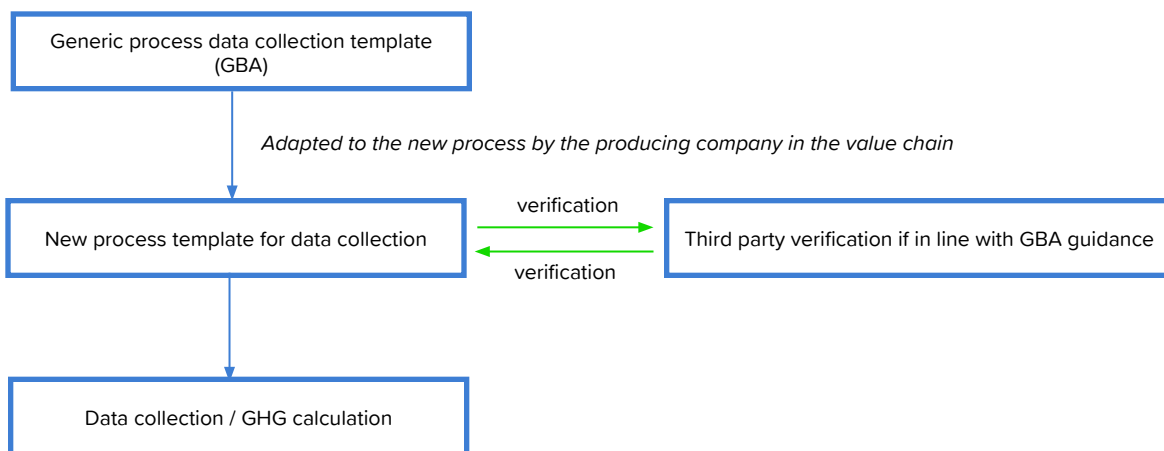 Generic process data collection template
(GBA)
Adapted to the new process by the producing company in the value chain
verification
New process template for data collection
Third party verification if in line with GBA guidance
verification
Data collection / GHG calculation